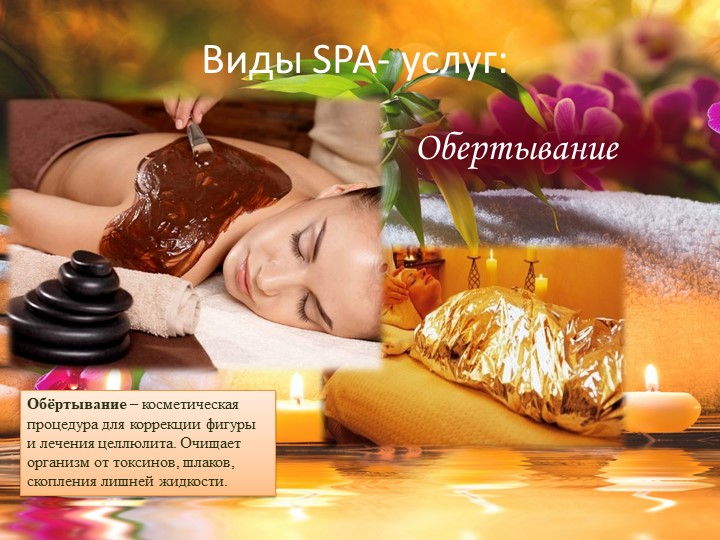 Виды SPA- услуг:
Обертывание
Обёртывание – косметическая
процедура для коррекции фигуры
и лечения целлюлита. Очищает
организм от токсинов, шлаков,
скопления лишней жидкости.